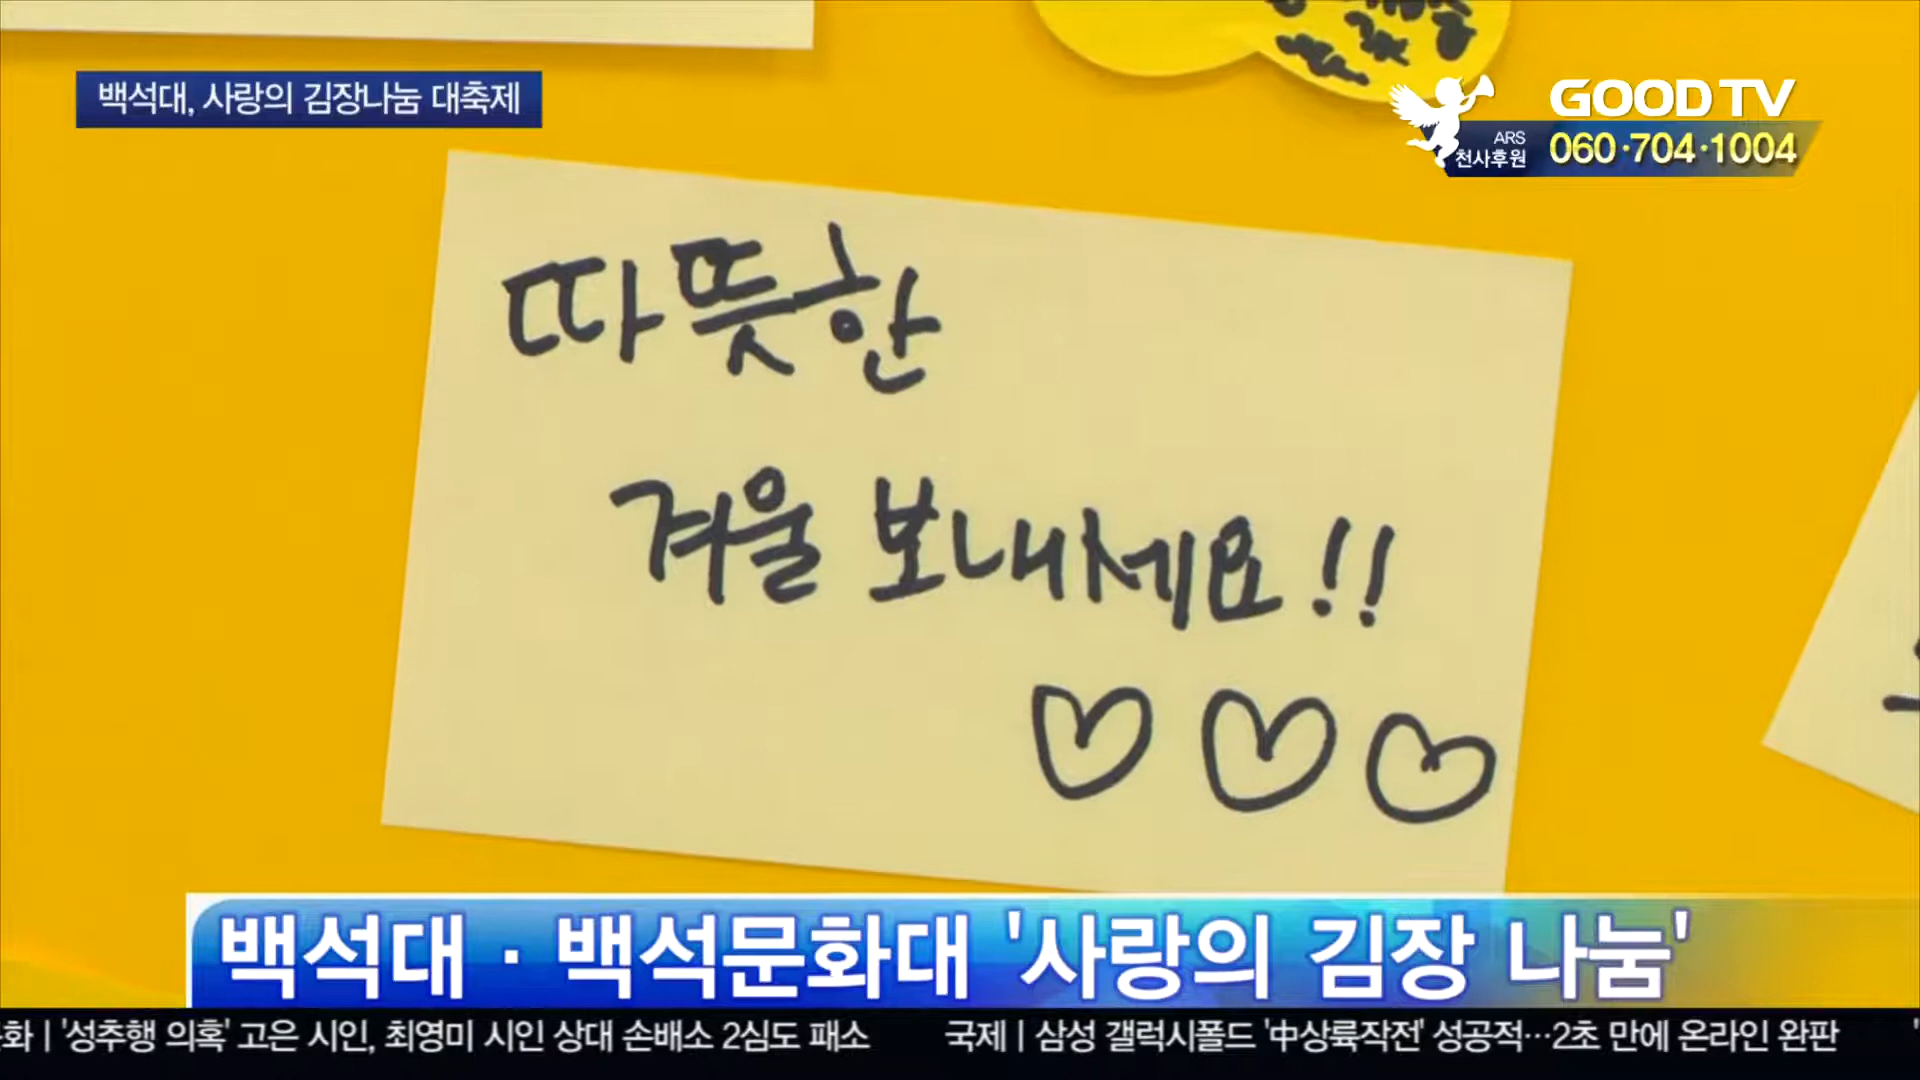 백석대, 사랑의 김장나눔 대축제
GOODTV
ARS
천사후원
060·704·1004
따뜻한
겨울 보내세요!!
백석대 · 백석문화대 '사랑의 김장 나눔'
화 | '성추행 의혹' 고은 시인, 최영미 시인 상대 손배소 2심도 패소 국제 | 삼성 갤럭시폴드 '中상륙작전' 성공적…2초 만에 온라인 완판